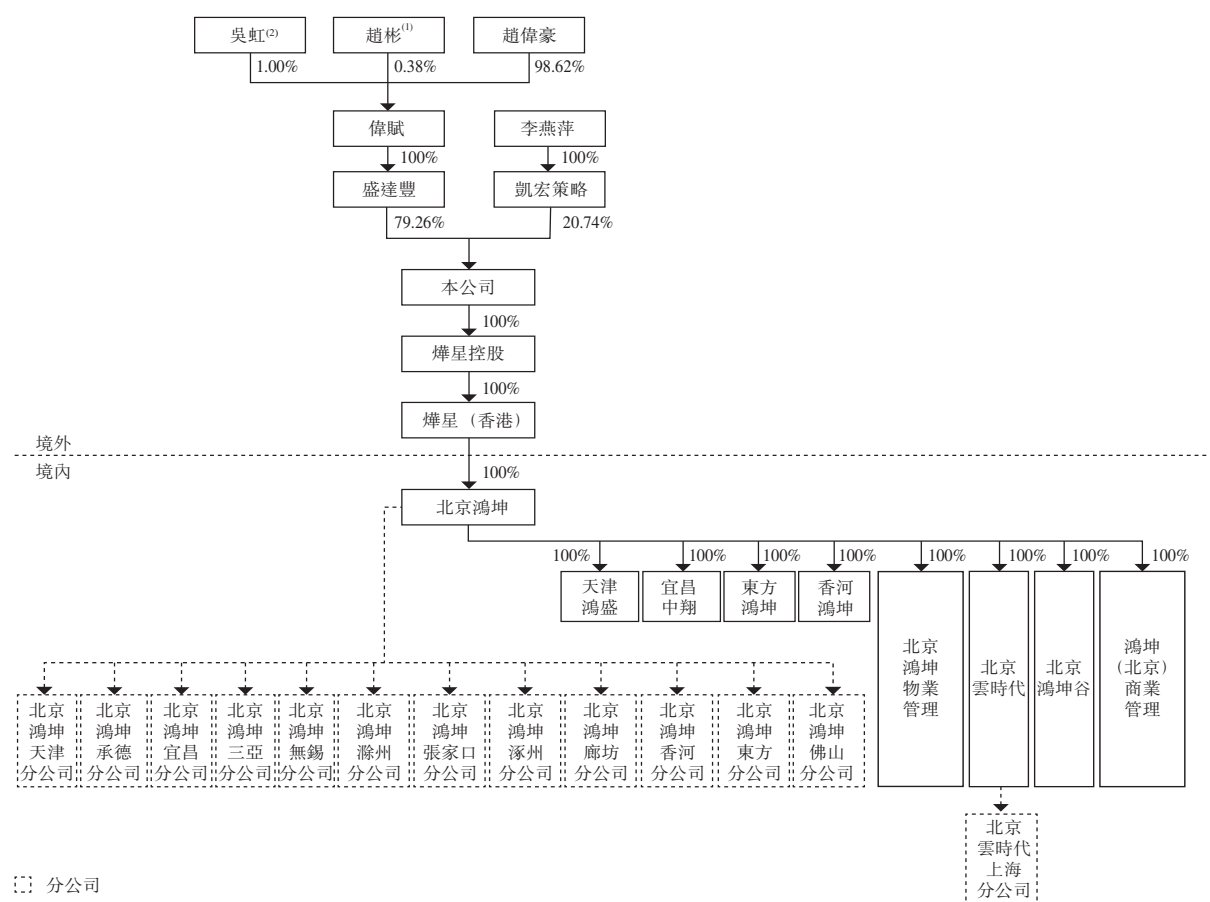 吳虹(2)
趙彬(1)
趙偉豪
1.00%
0.38%
98.62%
偉賦
李燕萍
100%
100%
盛達豐
凱宏策略
79.26%
20.74%
本公司
100%
燁星控股
100%
燁星（香港）
境外
境內
100%
北京鴻坤
100%
100%
100%
100%
100%
100%
100%
100%
天津
鴻盛
宜昌
中翔
東方
鴻坤
香河
鴻坤
北京
鴻坤
物業
管理
北京
雲時代
北京
鴻坤谷
鴻坤
（北京）
商業
管理
北京
鴻坤
天津
分公司
北京
鴻坤
承德
分公司
北京
鴻坤
宜昌
分公司
北京
鴻坤
三亞
分公司
北京
鴻坤
無錫
分公司
北京
鴻坤
滁州
分公司
北京
鴻坤
張家口
分公司
北京
鴻坤
涿州
分公司
北京
鴻坤
廊坊
分公司
北京
鴻坤
香河
分公司
北京
鴻坤
東方
分公司
北京
鴻坤
佛山
分公司
北京
雲時代
上海
分公司
分公司